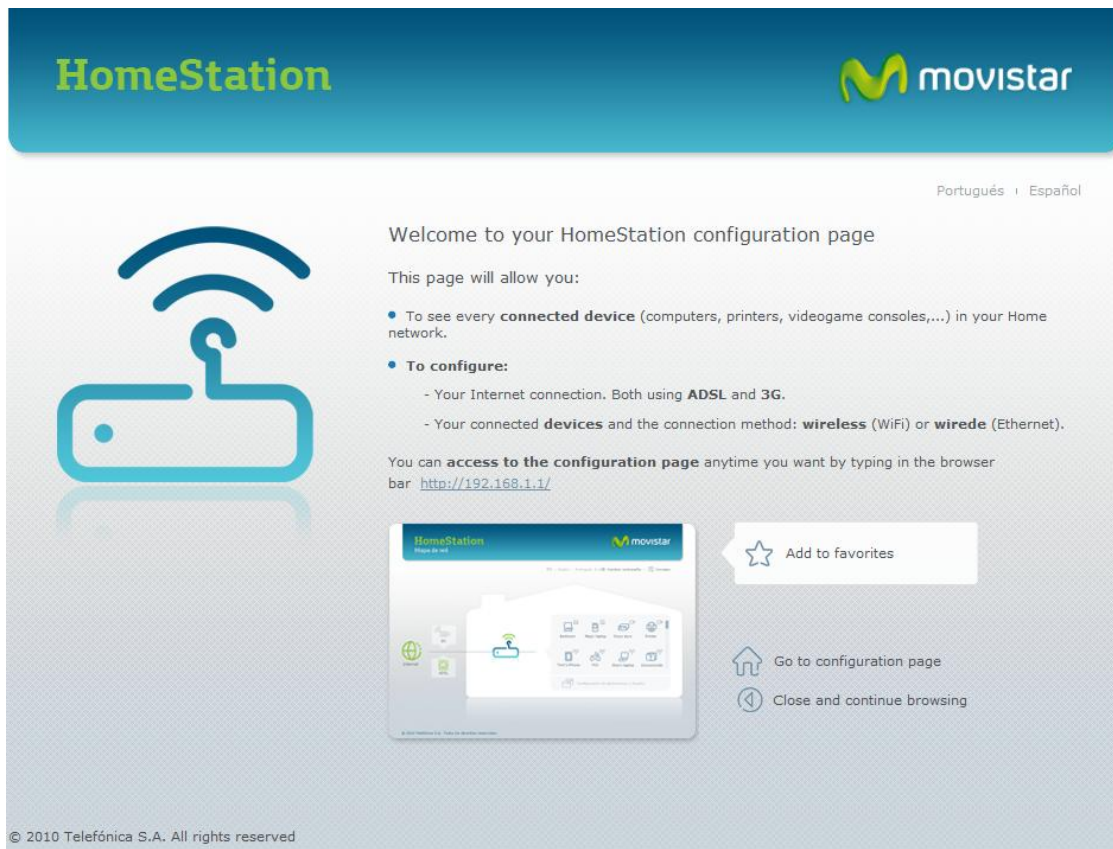 HomeStation
movistar
Portugués | Español
Welcome to your HomeStation configuration page
This page will allow you:
• To see every connected device (computers, printers, videogame consoles,...) in your Home
network.
• To configure:
- Your Internet connection. Both using ADSL and 3G.
- Your connected devices and the connection method: wireless (WiFi) or wirede (Ethernet).
You can access to the configuration page anytime you want by typing in the browser
bar http://192.168.1.1/
HomeStation
Mapa de red
movistar
Internet
Add to favorites
Go to configuration page
Close and continue browsing
© 2010 Telefónica S.A. All rights reserved